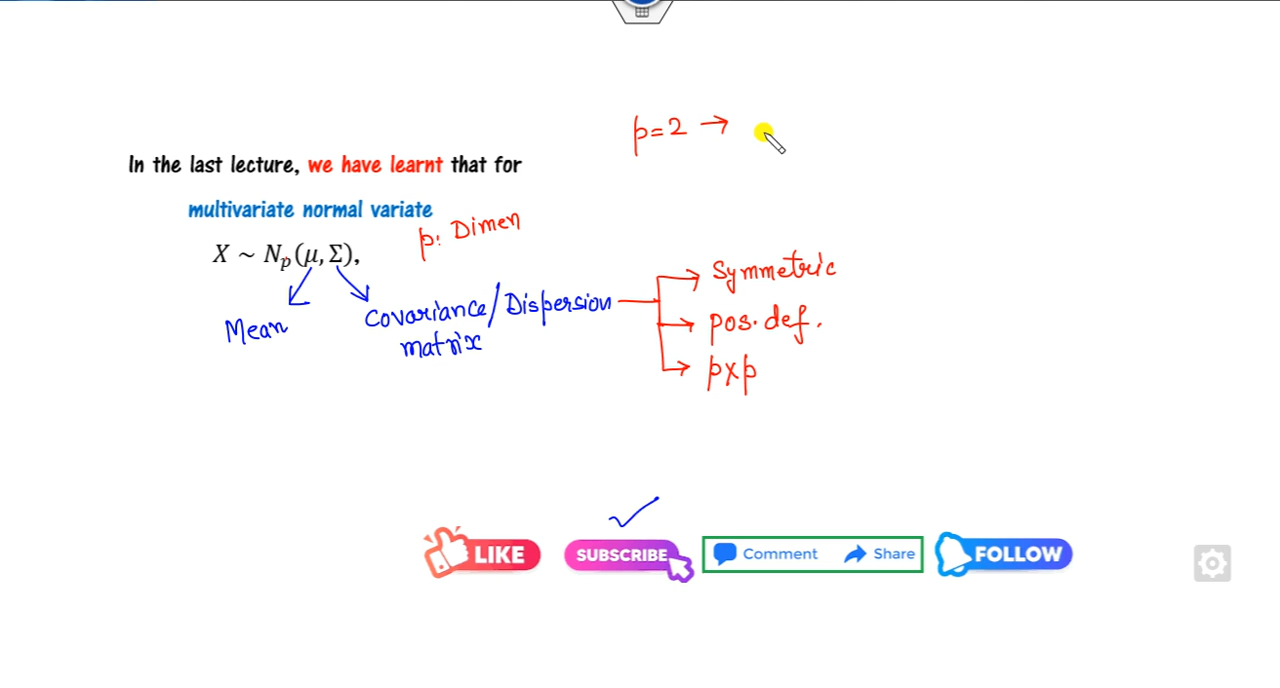 p=2 →
In the last lecture, we have learnt that for
multivariate normal variate
p: Dimen
X ~ Nₚ(μ, Σ),
Symmetric
Covariance/Dispersion
matrix
Mean
pos. def.
p×p
LIKE
SUBSCRIBE
Comment
Share
FOLLOW